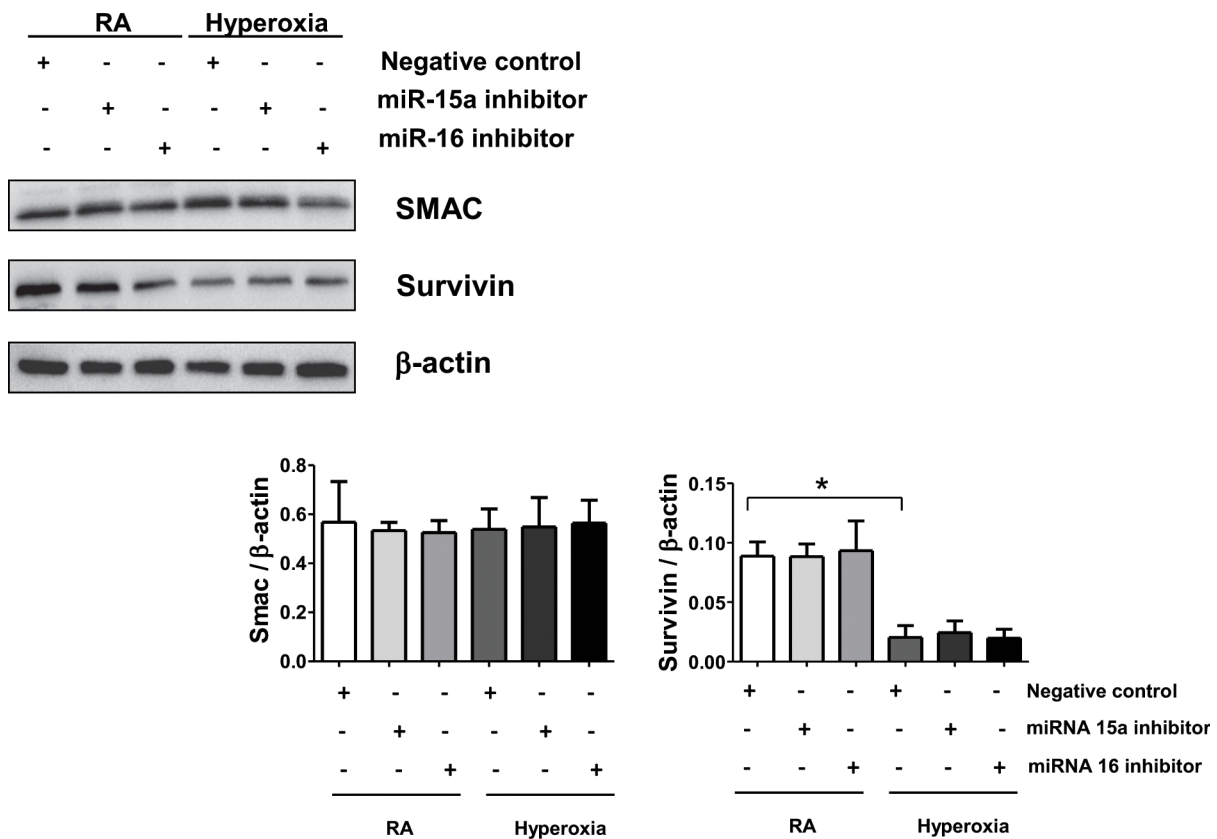 RA Hyperoxia
+ - - + - - Negative control
- + - - + - miR-15a inhibitor
- - + - - + miR-16 inhibitor
SMAC
Survivin
β-actin
Smac / β-actin
0.8
0.6
0.4
0.2
0.0
+ - - + - -
- + - - + -
- - + - - +
RA Hyperoxia
Survivin / β-actin
0.15
0.10
0.05
0.00
*
+ - - + - - Negative control
- + - - + - miRNA 15a inhibitor
- - + - - + miRNA 16 inhibitor
RA Hyperoxia